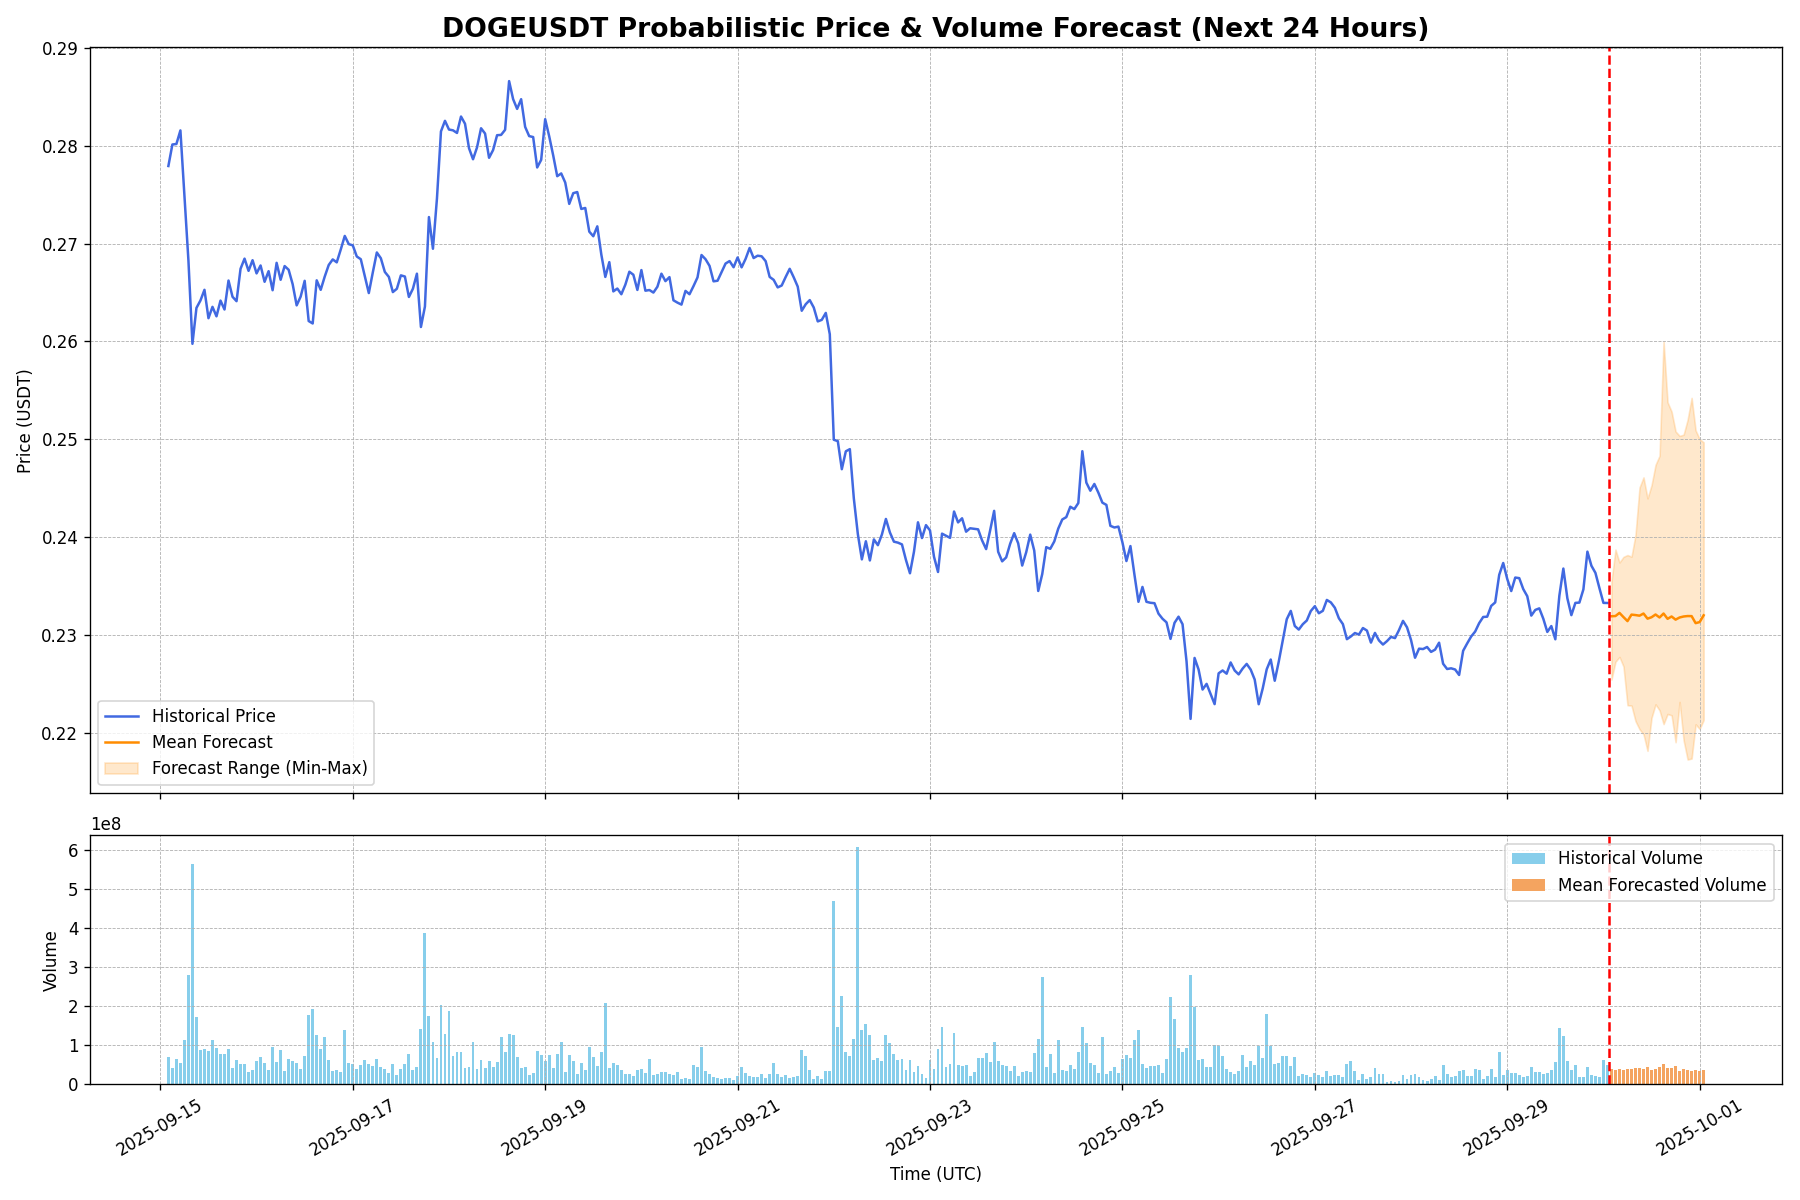 DOGEUSDT Probabilistic Price & Volume Forecast (Next 24 Hours)
0.29
0.28
0.27
0.26
0.25
0.24
0.23
0.22
Price (USDT)
Historical Price
Mean Forecast
Forecast Range (Min-Max)
1e8
6
5
4
3
2
1
0
Volume
Historical Volume
Mean Forecasted Volume
2025-09-15
2025-09-17
2025-09-19
2025-09-21
2025-09-23
2025-09-25
2025-09-27
2025-09-29
2025-10-01
Time (UTC)